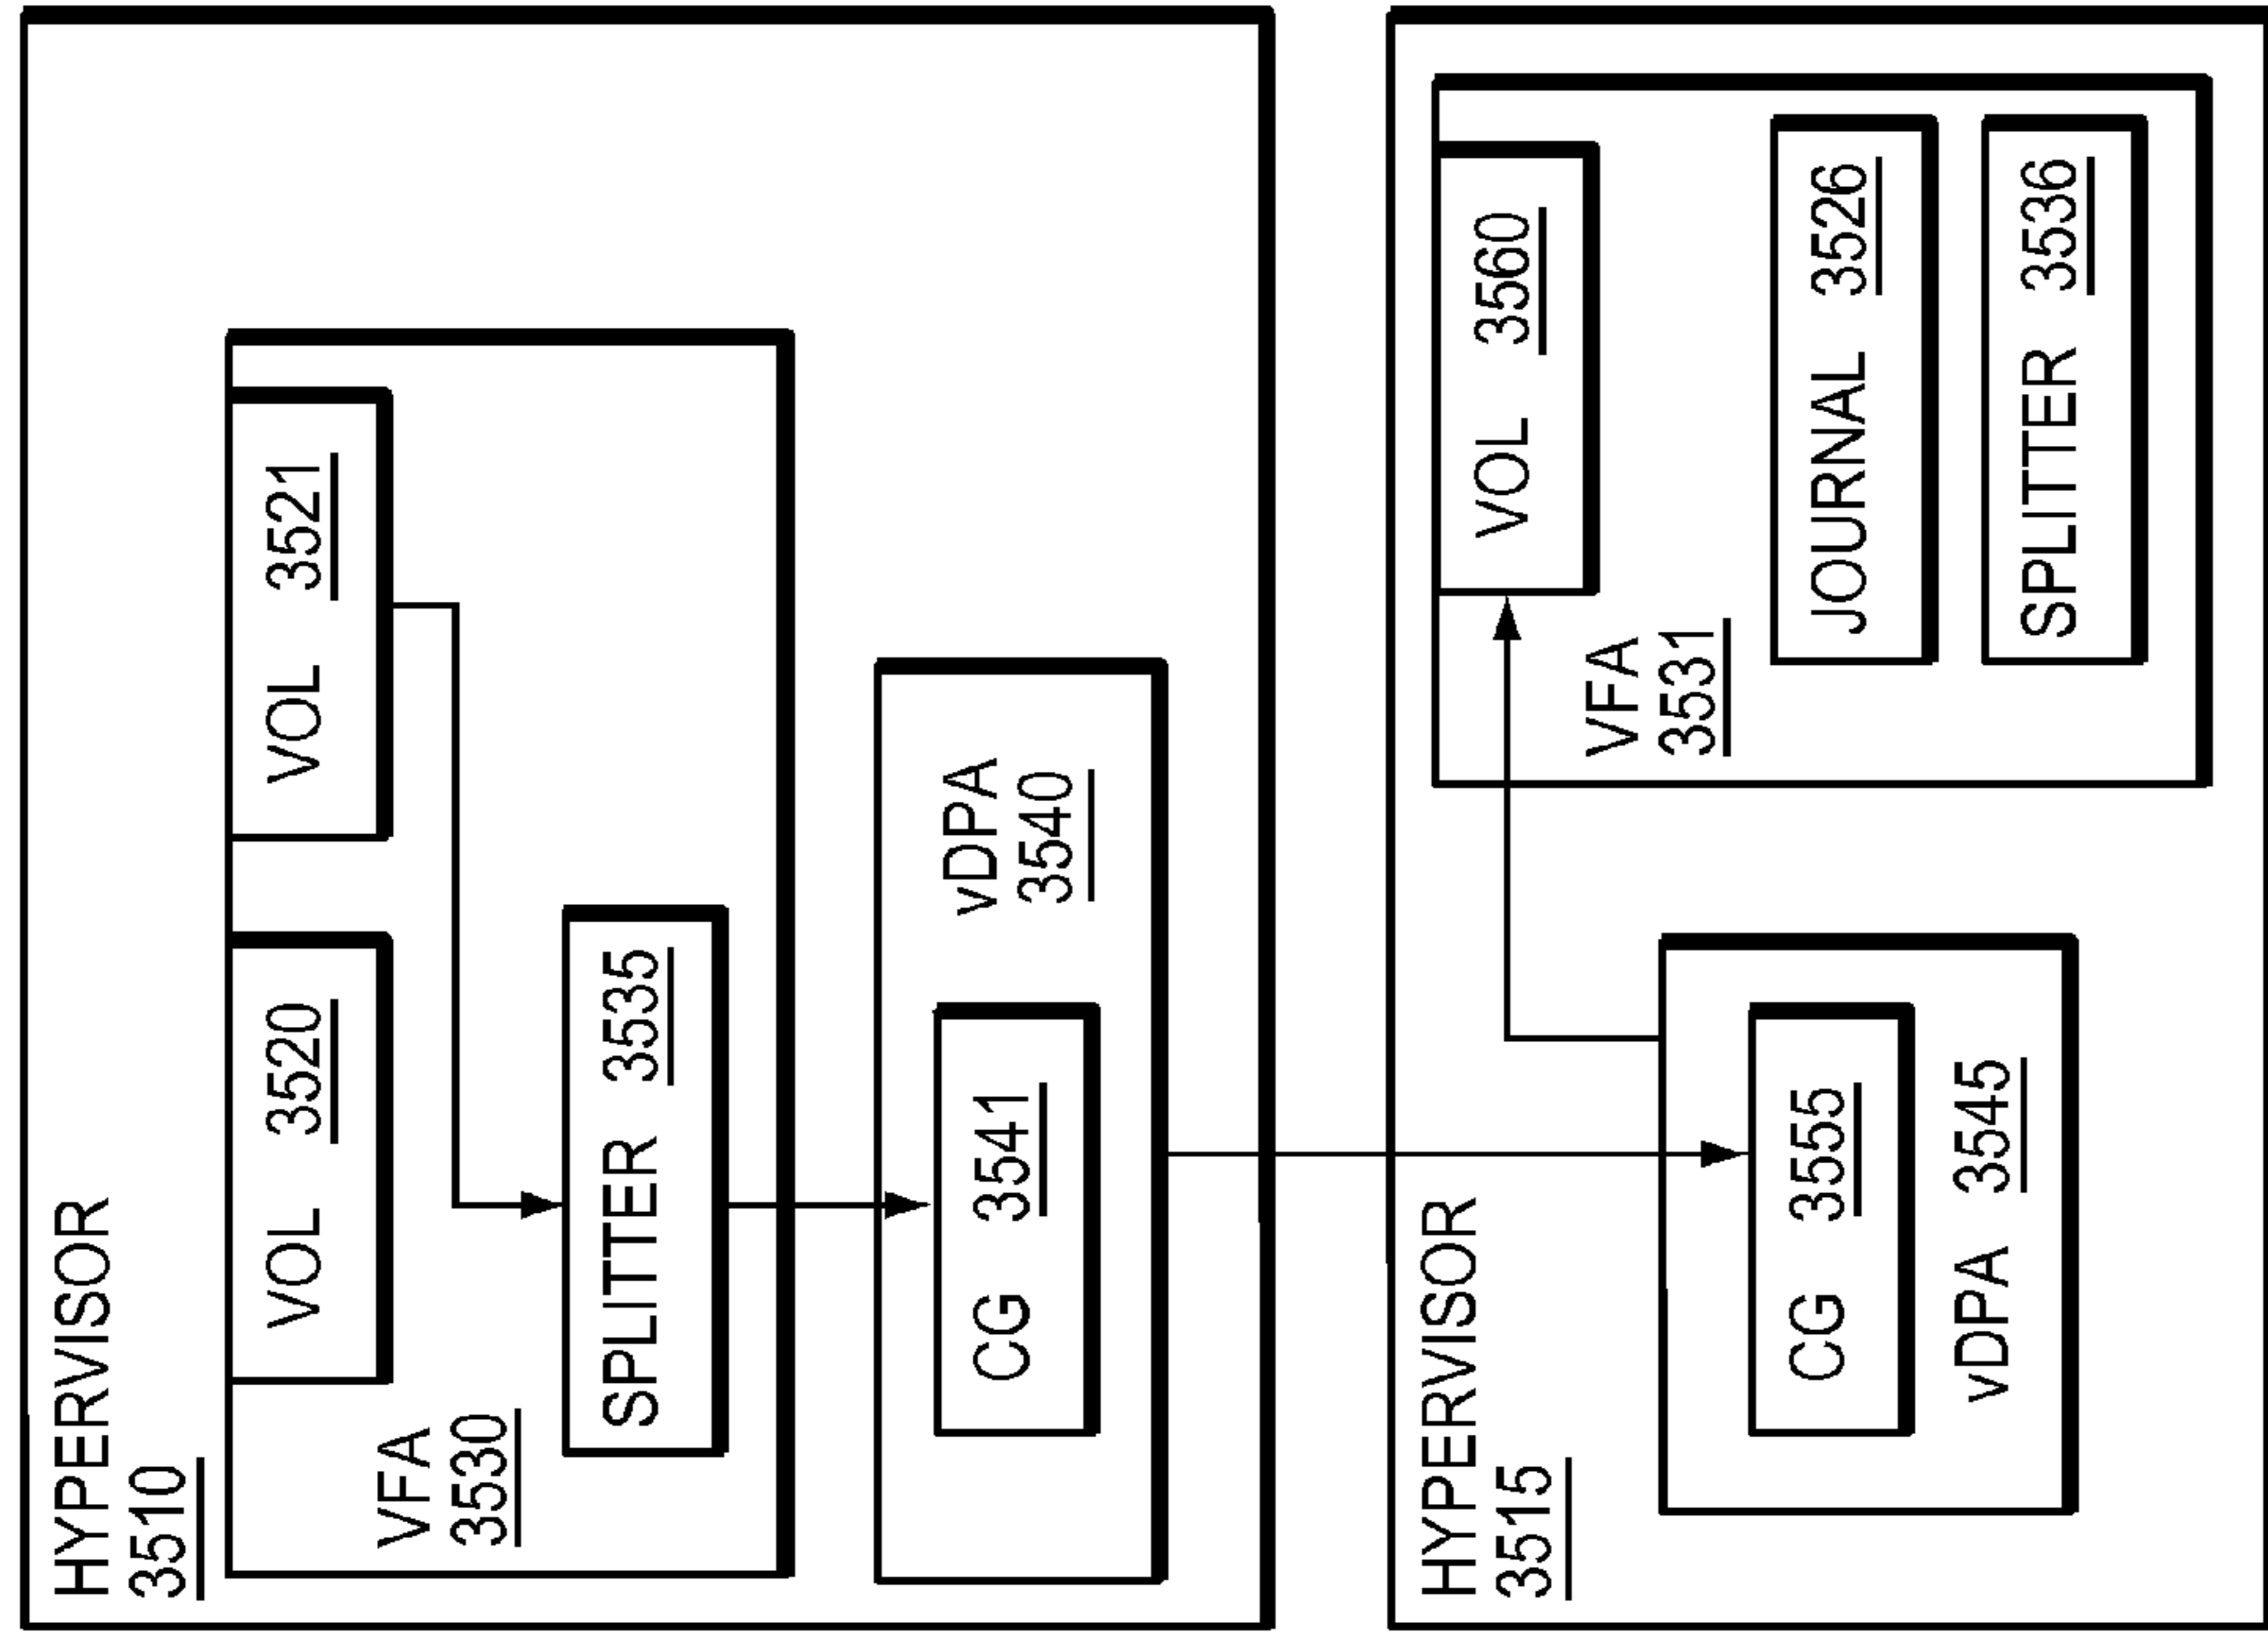 HYPERVISOR
3510
VOL 3520
VOL 3521
VFA
3530
SPLITTER 3535
CG 3541
vDPA
3540
HYPERVISOR
3515
CG 3555
vDPA 3545
VOL 3560
VFA
3531
JOURNAL 3526
SPLITTER 3536